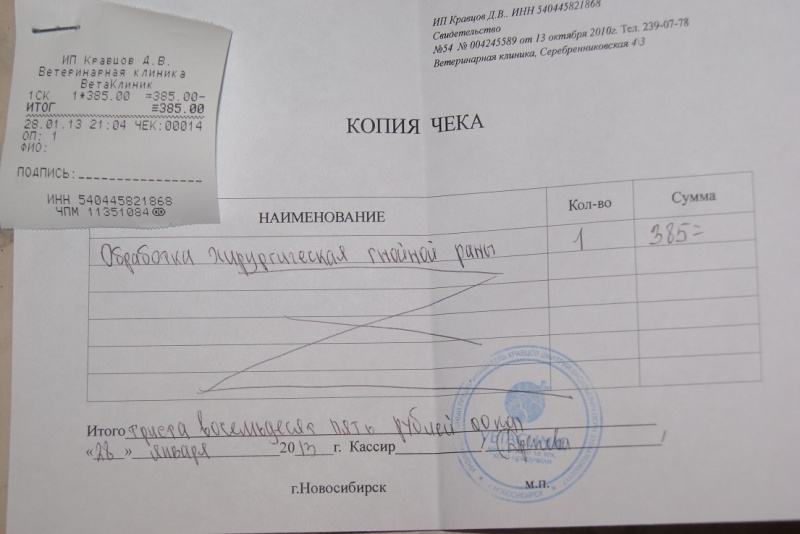 ИП Кравцов Д.В.
Ветеринарная клиника
ВетаКлиник
1СК 1*385.00 =385.00-
ИТОГ ≡385.00
28.01.13 21:04 ЧЕК:00014
ОП: 1
ФИО:
ПОДПИСЬ:
ИНН 540445821868
ЧПМ 11351084
ИП Кравцов Д.В.. ИНН 540445821868
Свидетельство
№54 № 004245589 от 13 октября 2010г. Тел. 239-07-78
Ветеринарная клиника, Серебренниковская 4\3
КОПИЯ ЧЕКА
НАИМЕНОВАНИЕ Кол-во Сумма
Обработка хирургическая гнойной раны 1 385=
Итого триста восемьдесят пять рублей 00 коп
«28» января 2013 г. Кассир
г.Новосибирск м.п.